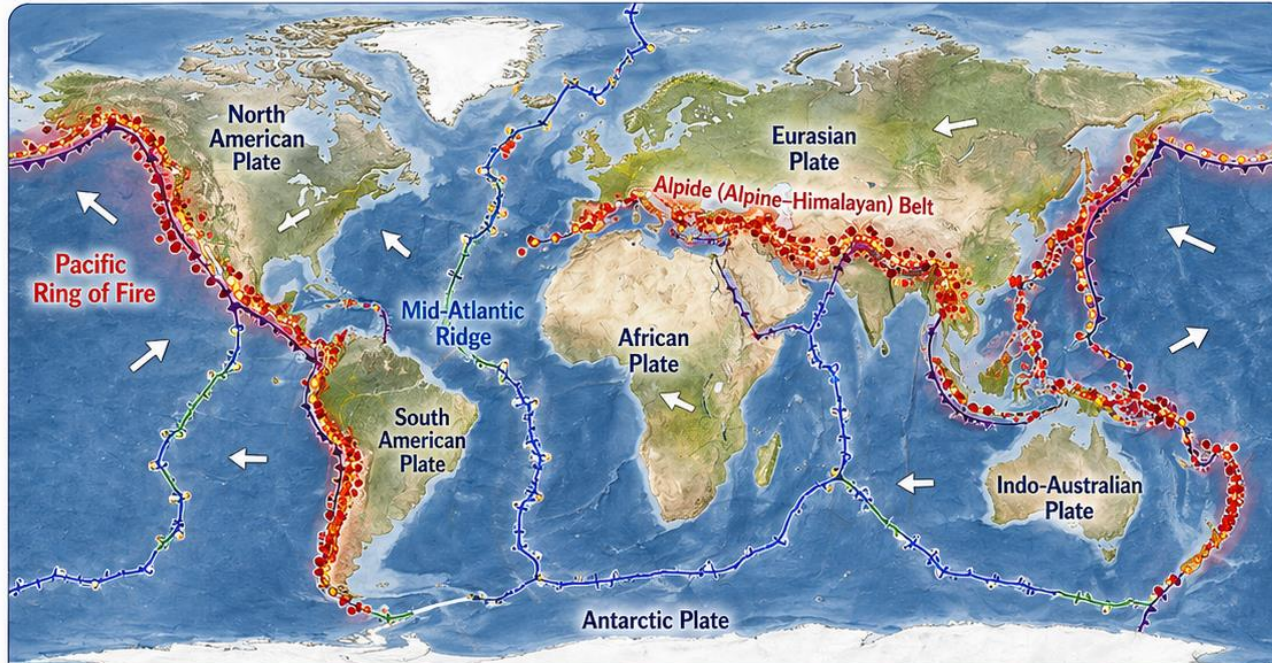 North
American
Plate
Eurasian
Plate
Alpide (Alpine–Himalayan) Belt
Pacific
Ring of Fire
Mid-Atlantic
Ridge
African
Plate
South
American
Plate
Indo-Australian
Plate
Antarctic Plate